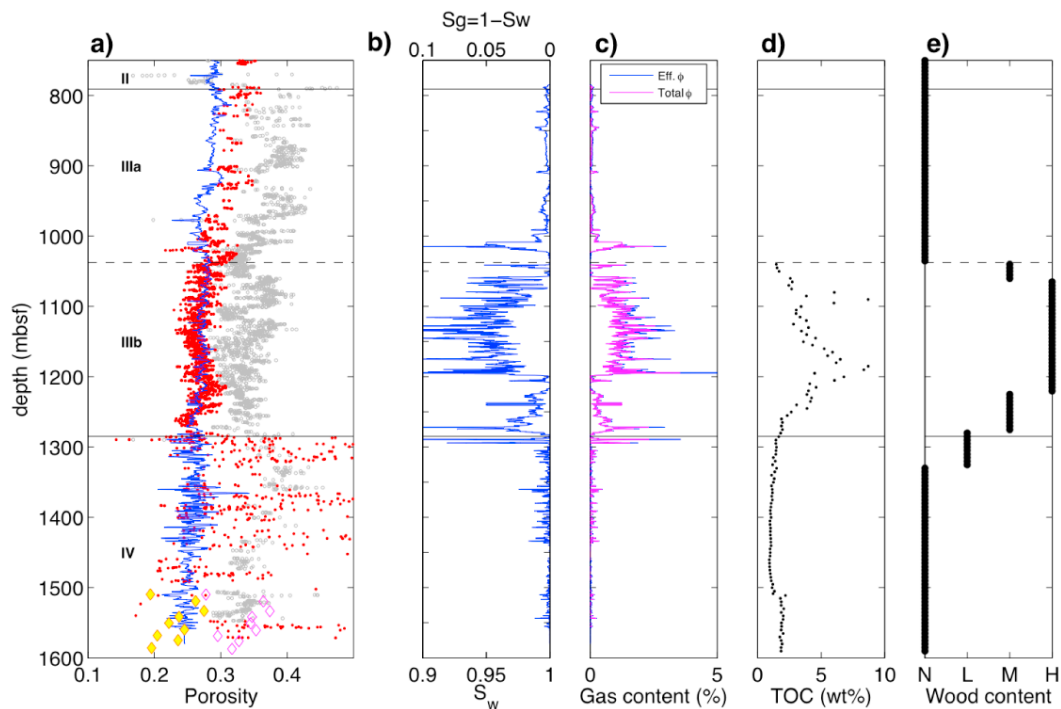 Sg=1−Sw
a)
b)
0.1
0.05
0
c)
d)
e)
Eff. ϕ
Total ϕ
II
IIIa
IIIb
IV
800
900
1000
1100
1200
1300
1400
1500
1600
depth (mbsf)
0.1
0.2
0.3
0.4
Porosity
0.9
0.95
1
Sw
0
5
Gas content (%)
0
5
10
TOC (wt%)
N
L
M
H
Wood content